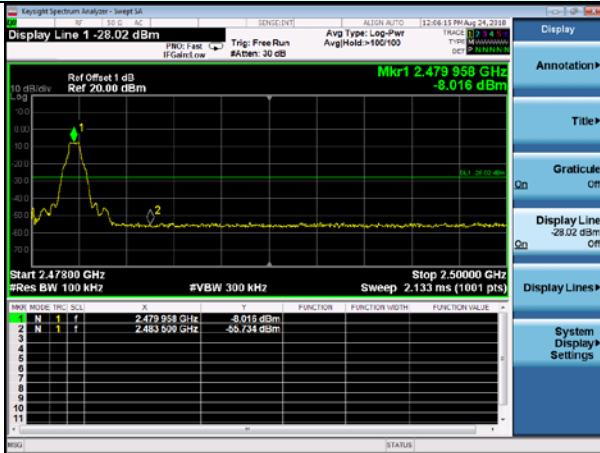 Keysight Spectrum Analyzer - Swept SA
RF 50 Ω AC SENSE:INT ALIGN AUTO 12:06:15 PM Aug 24, 2018
Display Line 1 -28.02 dBm
PNO: Fast
IFGain:Low
Trig: Free Run
#Atten: 30 dB
Avg Type: Log-Pwr
Avg|Hold:>100/100
TRACE 1 2 3 4 5 6
TYPE M
DET P N N N N N
Ref Offset 1 dB
Ref 20.00 dBm
Mkr1 2.479 958 GHz
-8.016 dBm
10 dB/div
Log
10.0
0.00
-10.0
-20.0
-30.0
-40.0
-50.0
-60.0
-70.0
1
2
DL1 -28.02 dBm
Start 2.47800 GHz
Stop 2.50000 GHz
#Res BW 100 kHz
#VBW 300 kHz
Sweep 2.133 ms (1001 pts)
MKR MODE TRC SCL X Y FUNCTION FUNCTION WIDTH FUNCTION VALUE
1 N 1 f 2.479 958 GHz -8.016 dBm
2 N 1 f 2.483 500 GHz -55.734 dBm
3
4
5
6
7
8
9
10
11
MSG
STATUS
Display
Annotation
Title
Graticule
On Off
Display Line
-28.02 dBm
On Off
Display Lines
System
Display
Settings